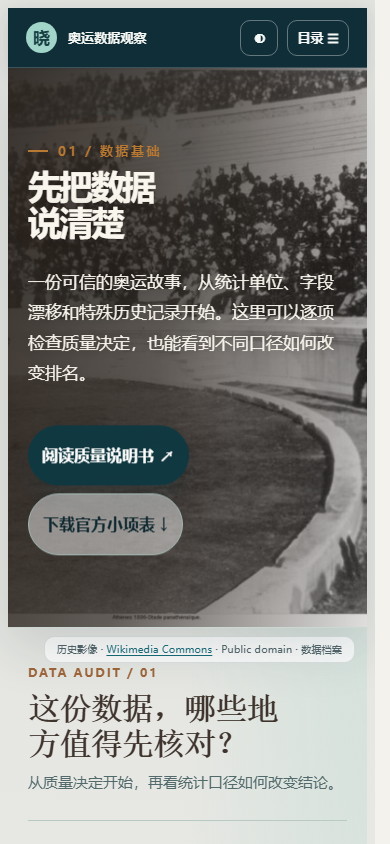 晓 奥运数据观察 目录
01 / 数据基础
先把数据
说清楚
一份可信的奥运故事，从统计单位、字段
漂移和特殊历史记录开始。这里可以逐项
检查质量决定，也能看到不同口径如何改
变排名。
阅读质量说明书 ↗
下载官方小项表 ↓
历史影像 · Wikimedia Commons · Public domain · 数据档案
DATA AUDIT / 01
这份数据，哪些地
方值得先核对？
从质量决定开始，再看统计口径如何改变结论。